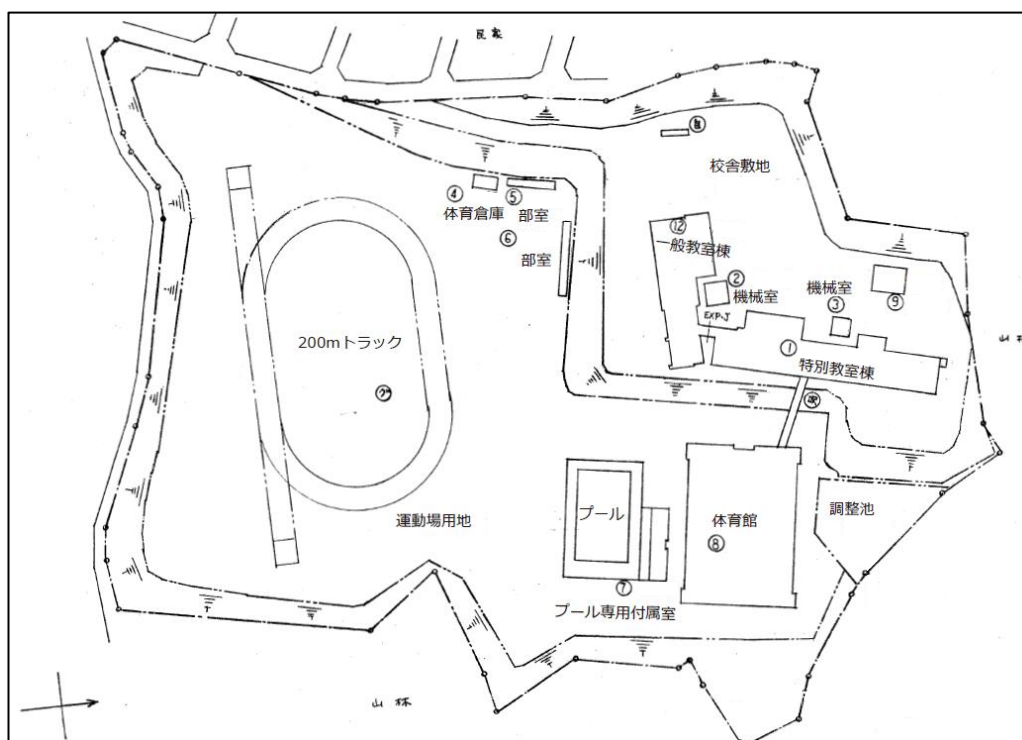 民家
校舎敷地
④
体育倉庫
⑤
部室
⑥
部室
⑫
一般教室棟
②
機械室
EXP.J
機械室
③
⑨
山林
①
特別教室棟
200mトラック
運動場用地
プール
体育館
⑧
調整池
⑦
プール専用付属室
山林